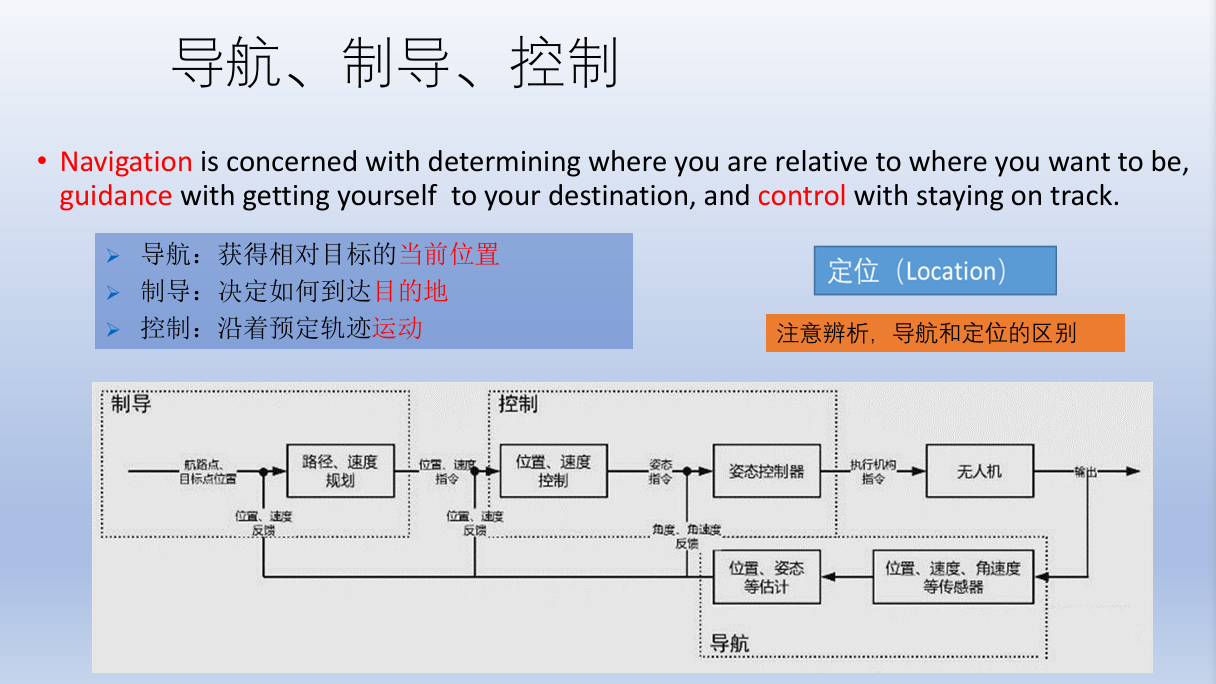 导航、制导、控制
• Navigation is concerned with determining where you are relative to where you want to be,
guidance with getting yourself to your destination, and control with staying on track.
➢ 导航：获得相对目标的当前位置
➢ 制导：决定如何到达目的地
➢ 控制：沿着预定轨迹运动
定位（Location）
注意辨析，导航和定位的区别
制导
控制
航路点、
目标点位置
路径、速度
规划
位置、速度
指令
位置、速度
控制
姿态
指令
姿态控制器
执行机构
指令
无人机
输出
位置、速度
反馈
位置、速度
反馈
角度、角速度
反馈
位置、姿态
等估计
位置、速度、角速度
等传感器
导航